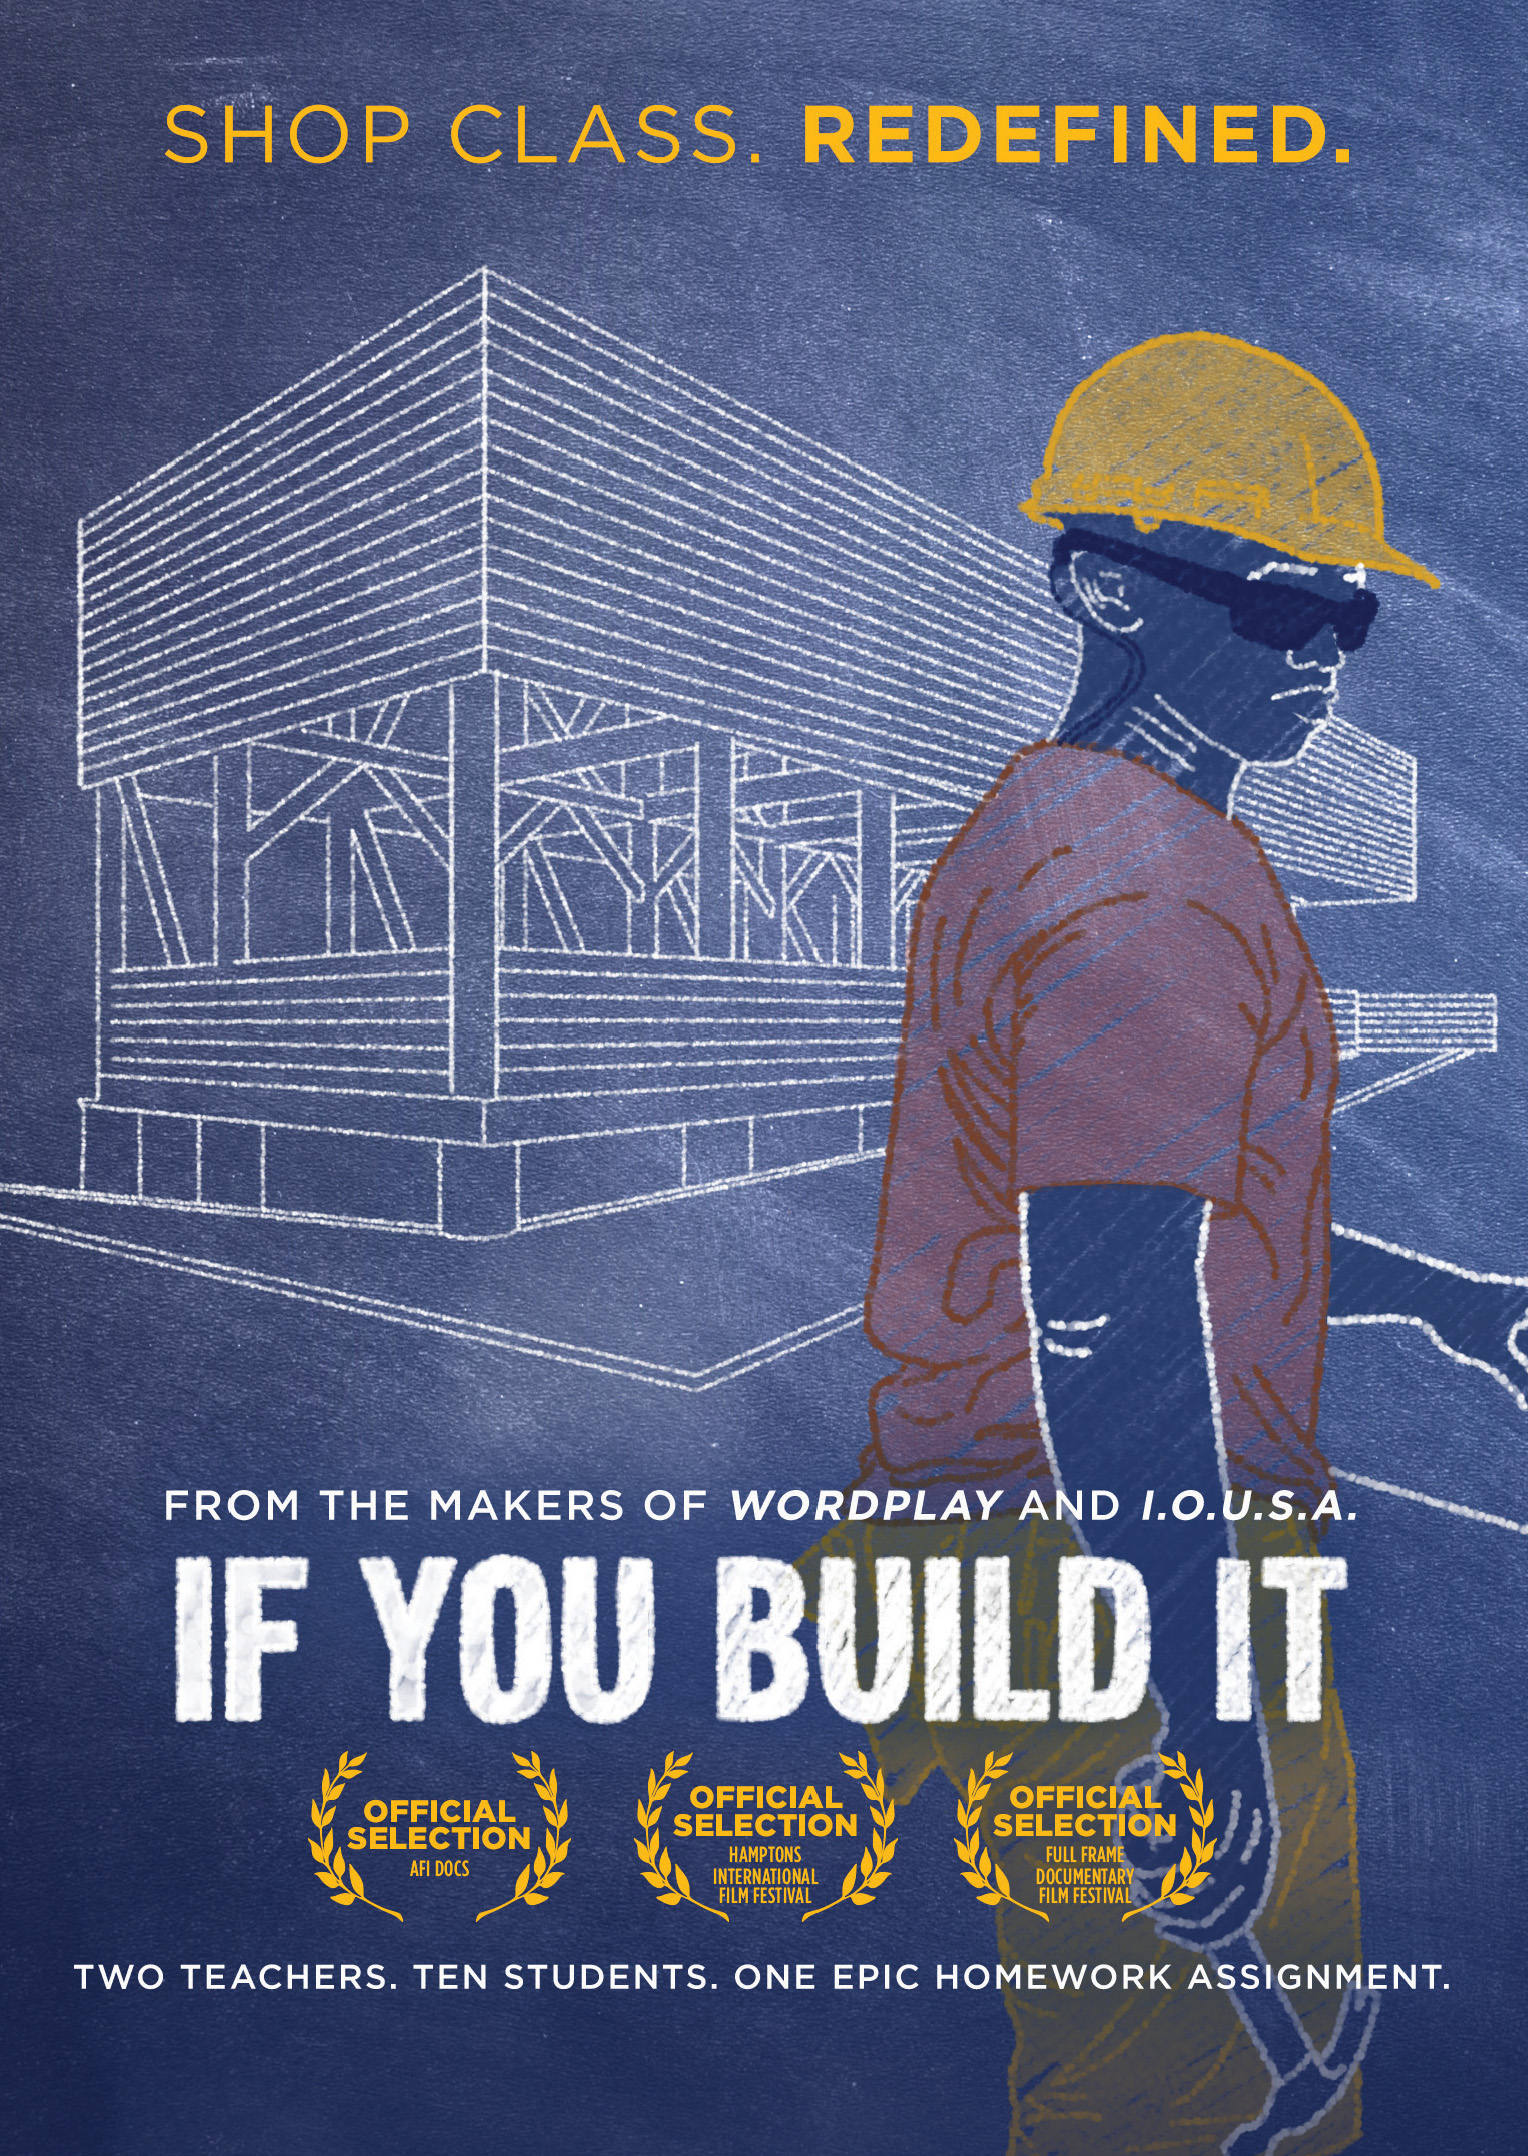 SHOP CLASS. REDEFINED.
FROM THE MAKERS OF WORDPLAY AND I.O.U.S.A.
IF YOU BUILD IT
OFFICIAL
SELECTION
AFI DOCS
OFFICIAL
SELECTION
HAMPTONS
INTERNATIONAL
FILM FESTIVAL
OFFICIAL
SELECTION
FULL FRAME
DOCUMENTARY
FILM FESTIVAL
TWO TEACHERS. TEN STUDENTS. ONE EPIC HOMEWORK ASSIGNMENT.